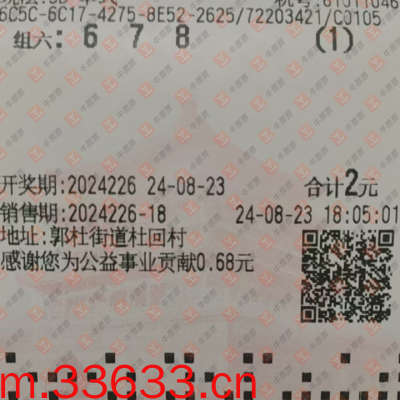 6C5C-6C17-4275-8E52-2625/72203421/C0105
组六: 6 7 8 (1)
开奖期:2024226 24-08-23 合计2元
销售期:2024226-18 24-08-23 18:05:01
地址:郭杜街道杜回村
感谢您为公益事业贡献0.68元
m.33633.cn